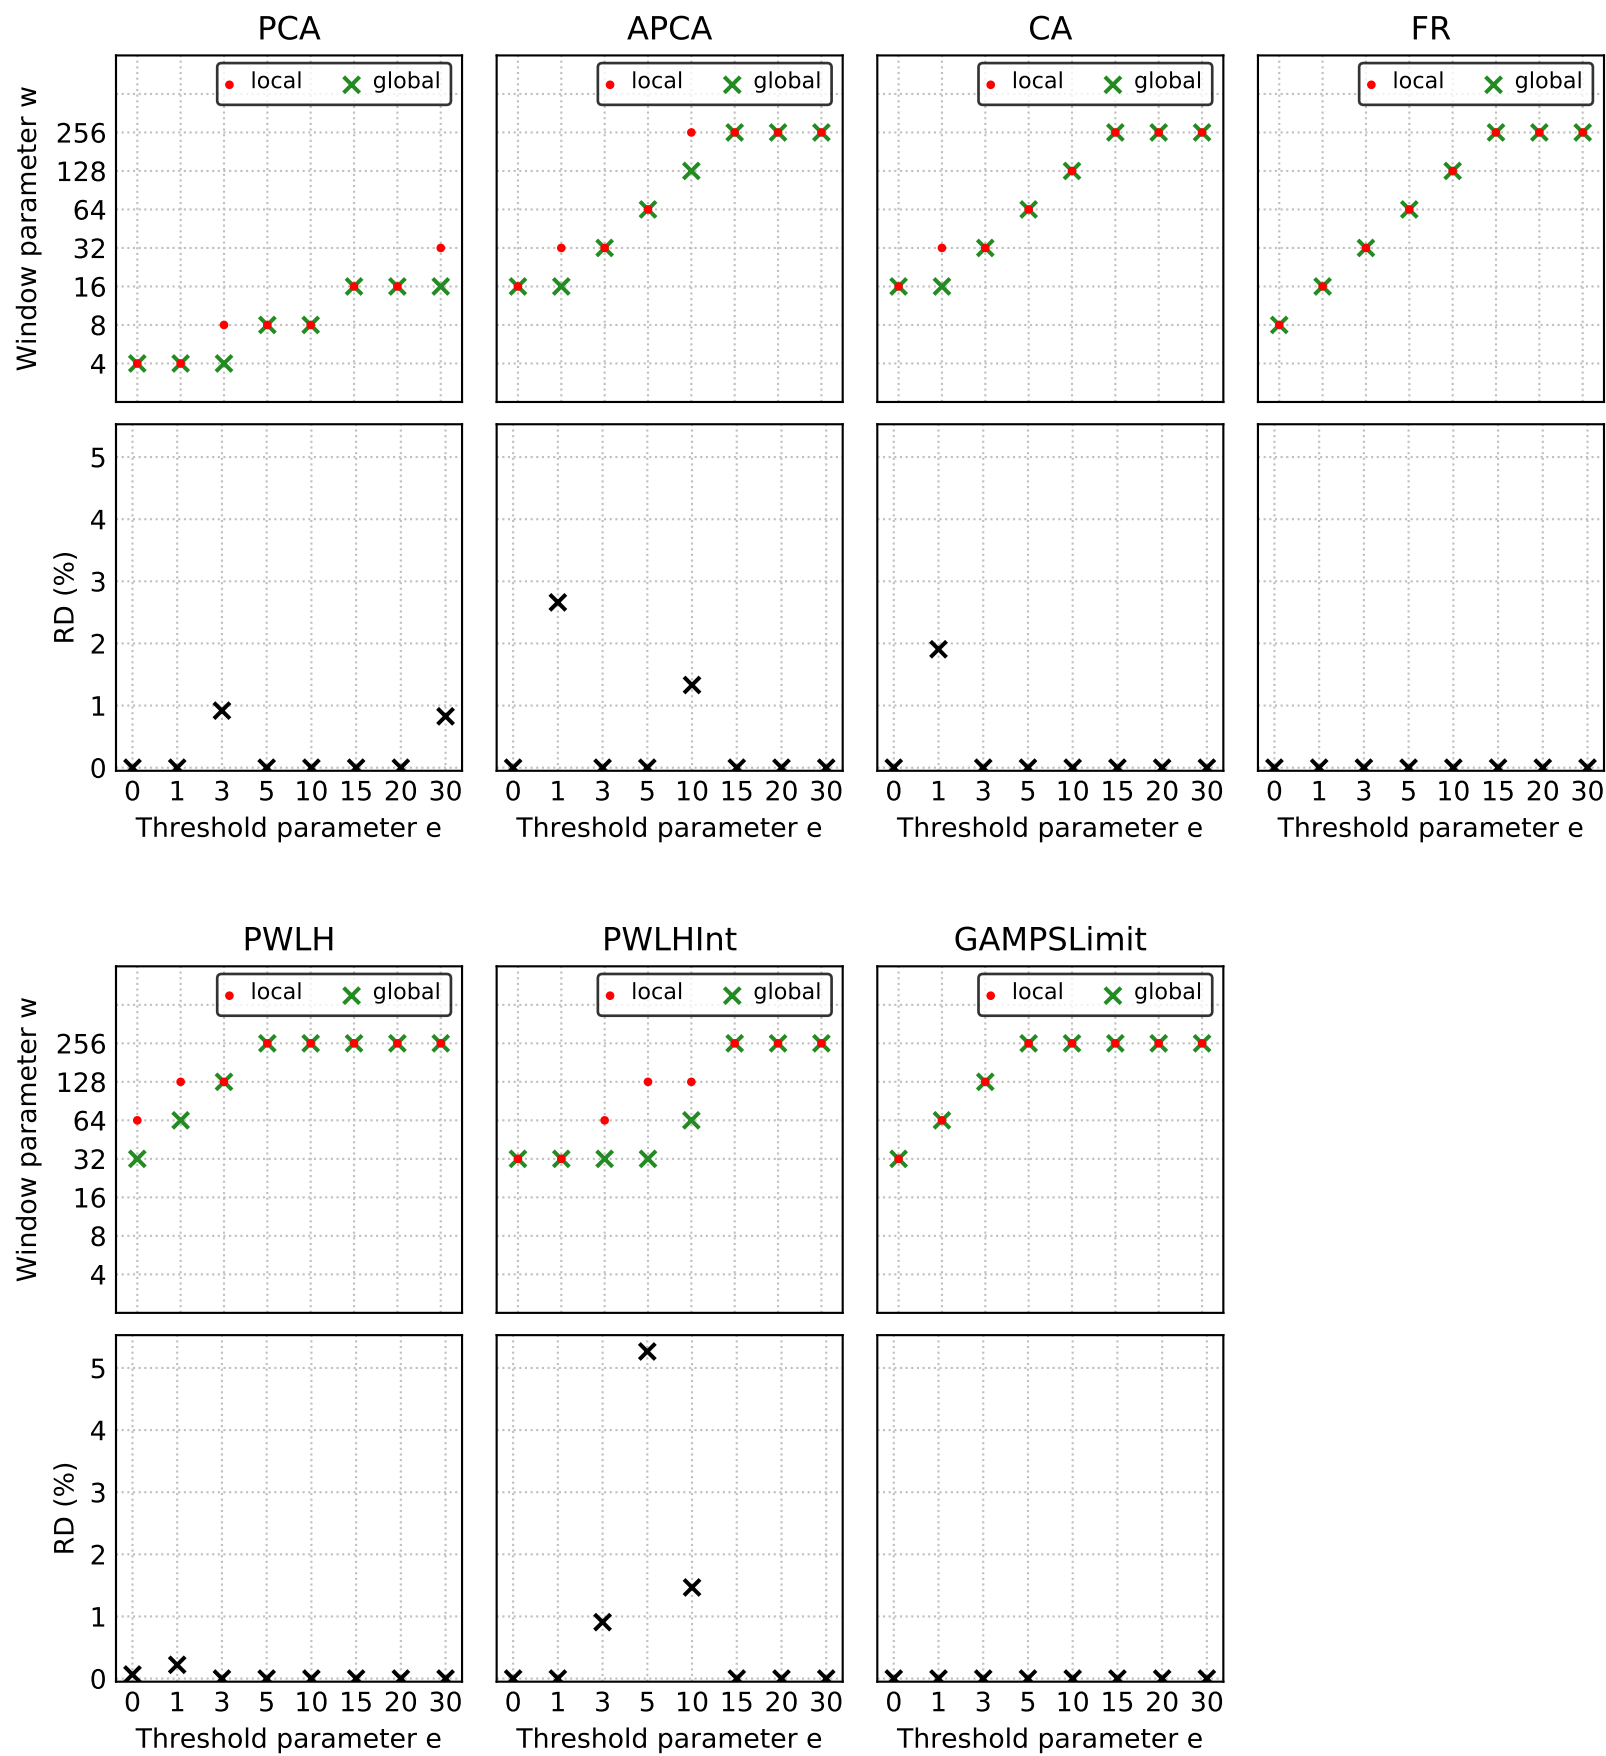 PCA APCA CA FR
local global local global local global local global
Window parameter w
256
128
64
32
16
8
4
RD (%)
5
4
3
2
1
0
0 1 3 5 10 15 20 30 0 1 3 5 10 15 20 30 0 1 3 5 10 15 20 30 0 1 3 5 10 15 20 30
Threshold parameter e Threshold parameter e Threshold parameter e Threshold parameter e
PWLH PWLHInt GAMPSLimit
local global local global local global
Window parameter w
256
128
64
32
16
8
4
RD (%)
5
4
3
2
1
0
0 1 3 5 10 15 20 30 0 1 3 5 10 15 20 30 0 1 3 5 10 15 20 30
Threshold parameter e Threshold parameter e Threshold parameter e